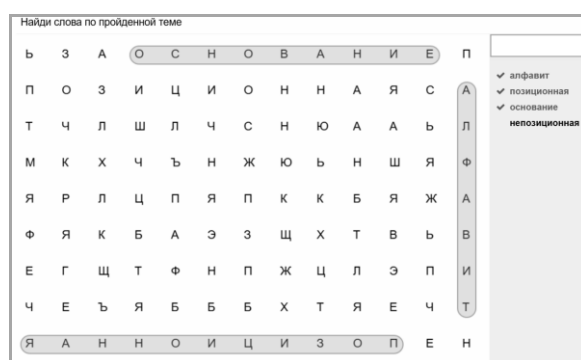 Найди слова по пройденной теме
Ь З А О С Н О В А Н И Е П
П О З И Ц И О Н Н А Я С А
Т Ч Л Ш Л Ч С Н Ю А А Ь Л
М К Х Ч Ъ Н Ж Ю Ь Н Ш Я Ф
Я Р Л Ц П Я П К К Б Я Ж А
Ф Я К Б А Э З Щ Х Т В Ь В
Е Г Щ Т Ф Н П Ж Ц Л Э П И
Ч Е Ъ Я Б Б Б Х Т Я Е Ч Т
Я А Н Н О И Ц И З О П Е Н
алфавит
позиционная
основание
непозиционная